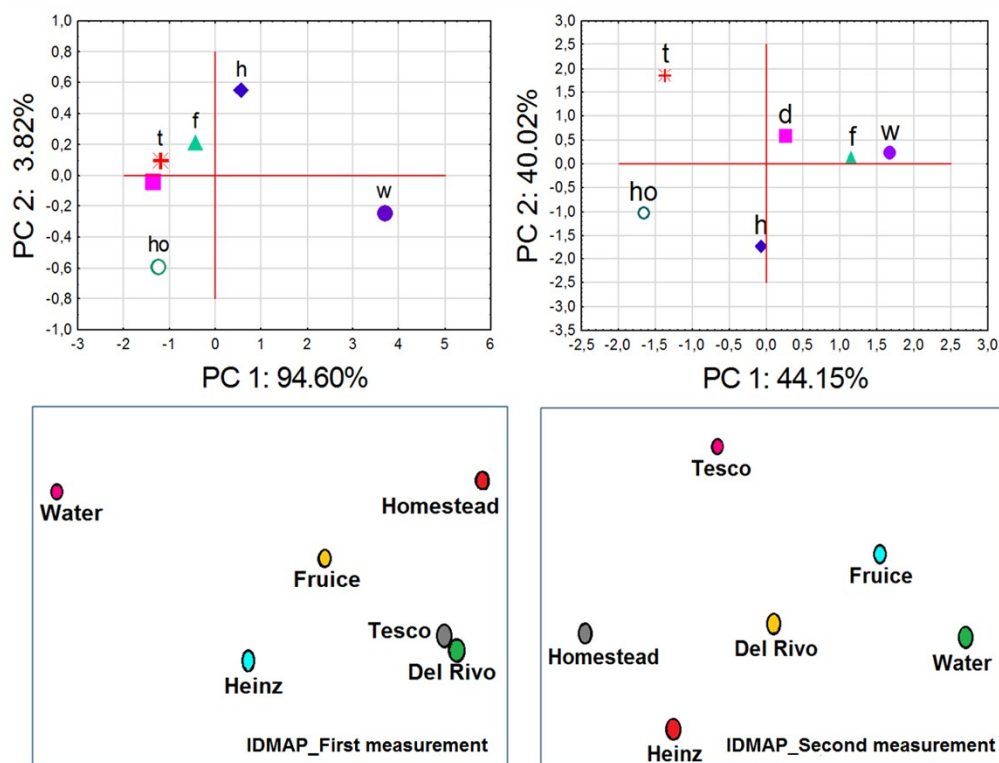 1,0
0,8
0,6
0,4
0,2
0,0
-0,2
-0,4
-0,6
-0,8
1,0
PC 2: 3.82%
h
f
t
w
ho
-3 -2 -1 0 1 2 3 4 5 6
PC 1: 94.60%
3,0
2,5
2,0
1,5
1,0
0,5
0,0
-0,5
-1,0
-1,5
-2,0
-2,5
-3,0
-3.5
PC 2: 40.02%
t
d
f
w
ho
h
-2,5 -2,0 -1,5 -1,0 -0,5 0,0 0,5 1,0 1,5 2,0 2,5 3,0
PC 1: 44.15%
Water
Homestead
Fruice
Tesco
Del Rivo
Heinz
IDMAP_First measurement
Tesco
Fruice
Del Rivo
Homestead
Water
Heinz
IDMAP_Second measurement